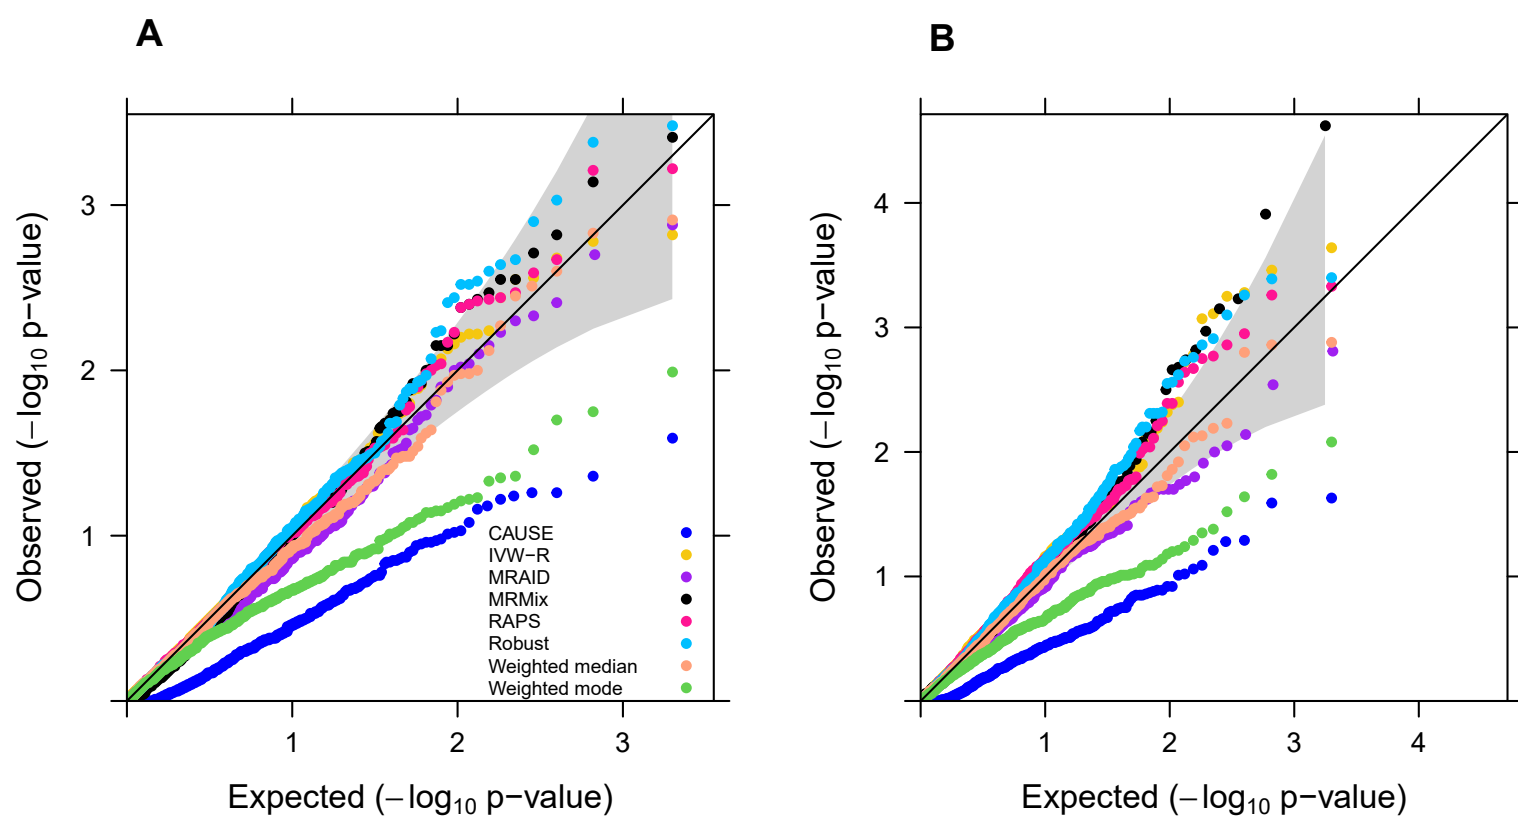 A
3
2
1
1
2
3
Observed (−log10 p−value)
Expected (−log10 p−value)
CAUSE
IVW−R
MRAID
MRMix
RAPS
Robust
Weighted median
Weighted mode
B
4
3
2
1
1
2
3
4
Observed (−log10 p−value)
Expected (−log10 p−value)